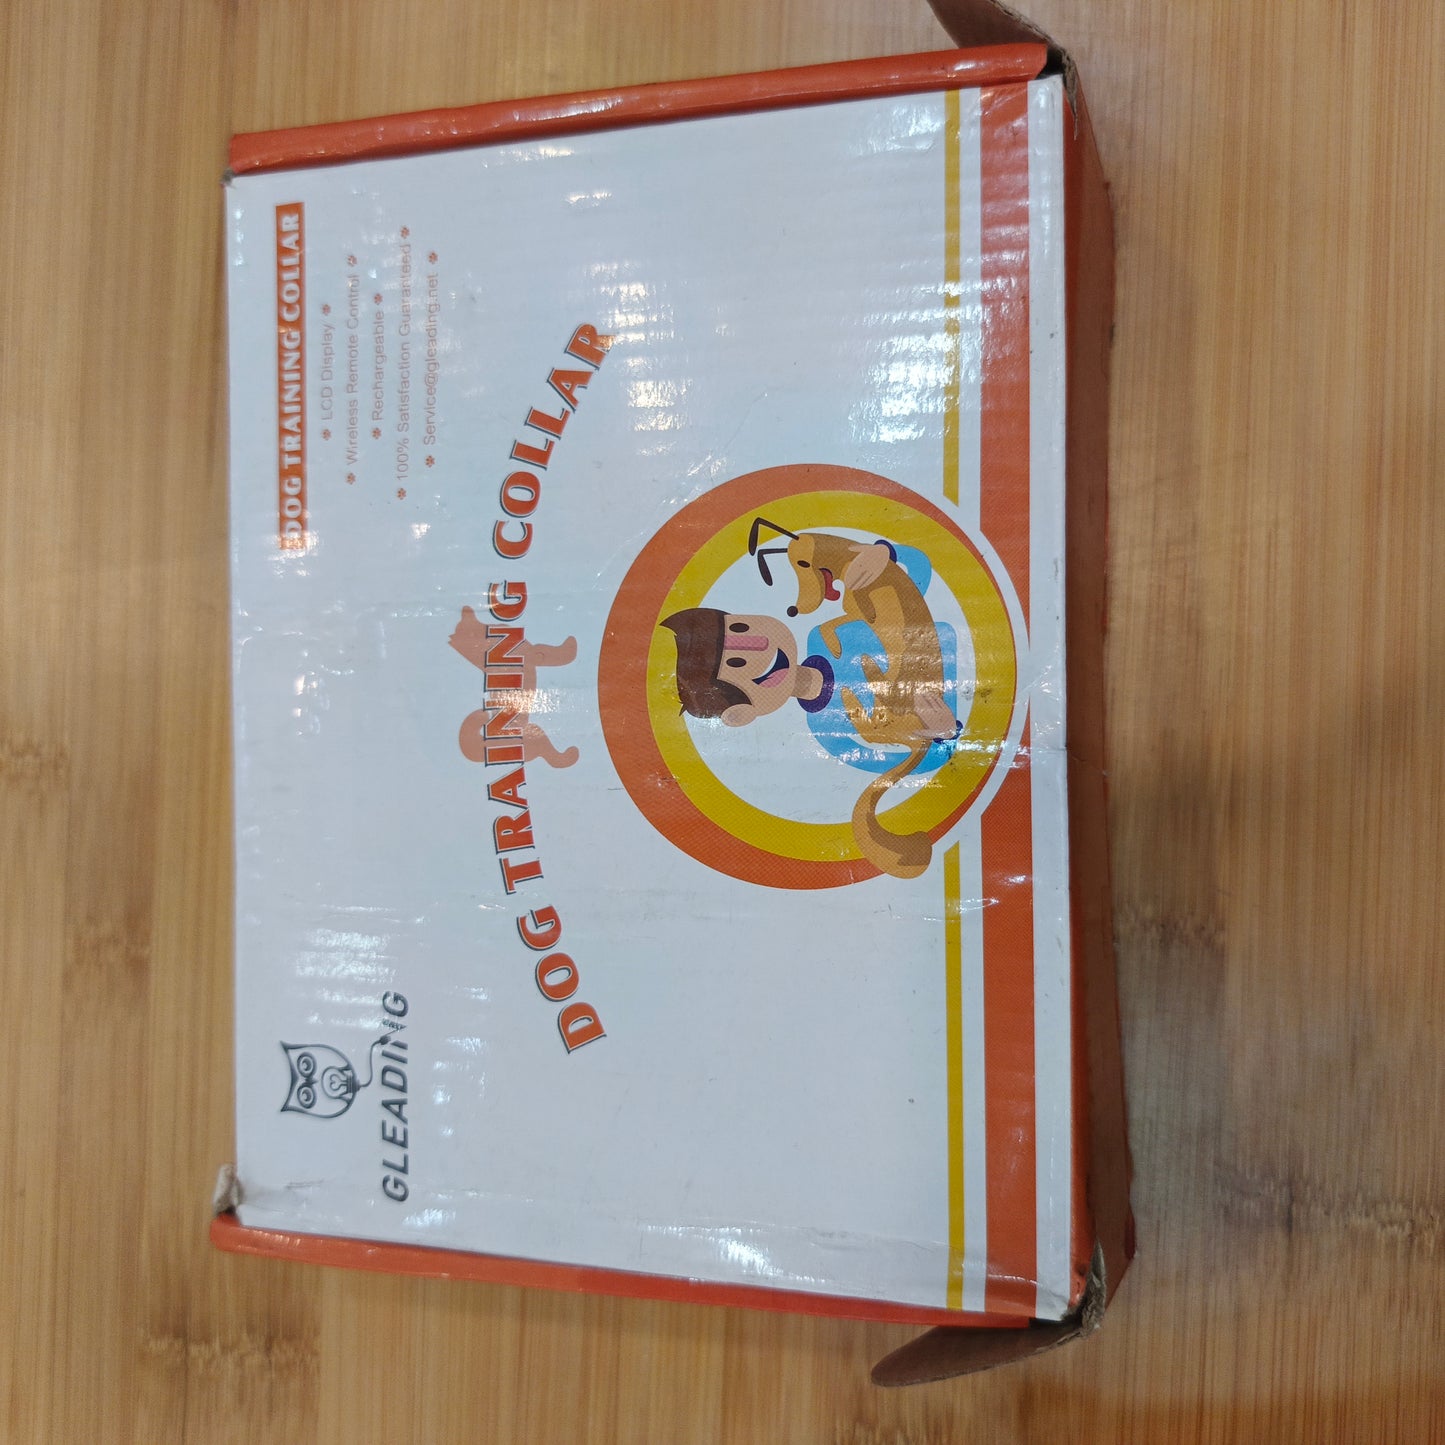 GLEADING
DOG TRAINING COLLAR
LCD Display
Wireless Remote Control
Rechargeable
100% Satisfaction Guaranteed
Service@gleading.net
DOG TRAINING COLLAR